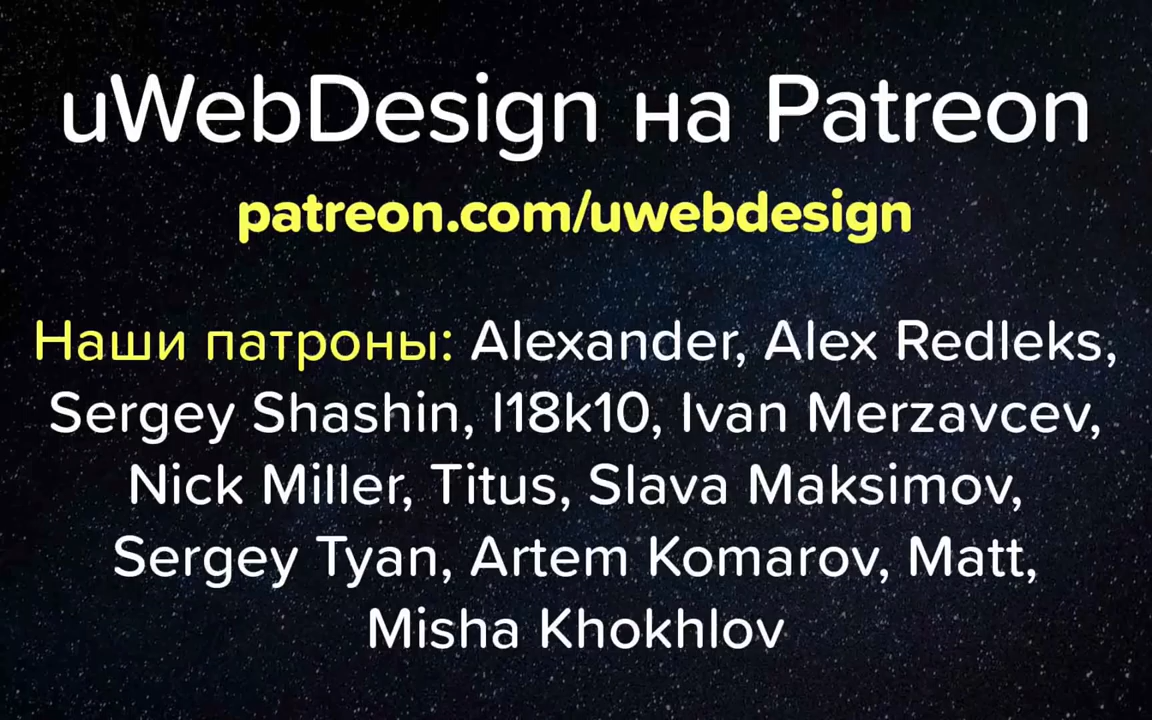 uWebDesign на Patreon
patreon.com/uwebdesign
Наши патроны: Alexander, Alex Redleks,
Sergey Shashin, l18k10, Ivan Merzavcev,
Nick Miller, Titus, Slava Maksimov,
Sergey Tyan, Artem Komarov, Matt,
Misha Khokhlov